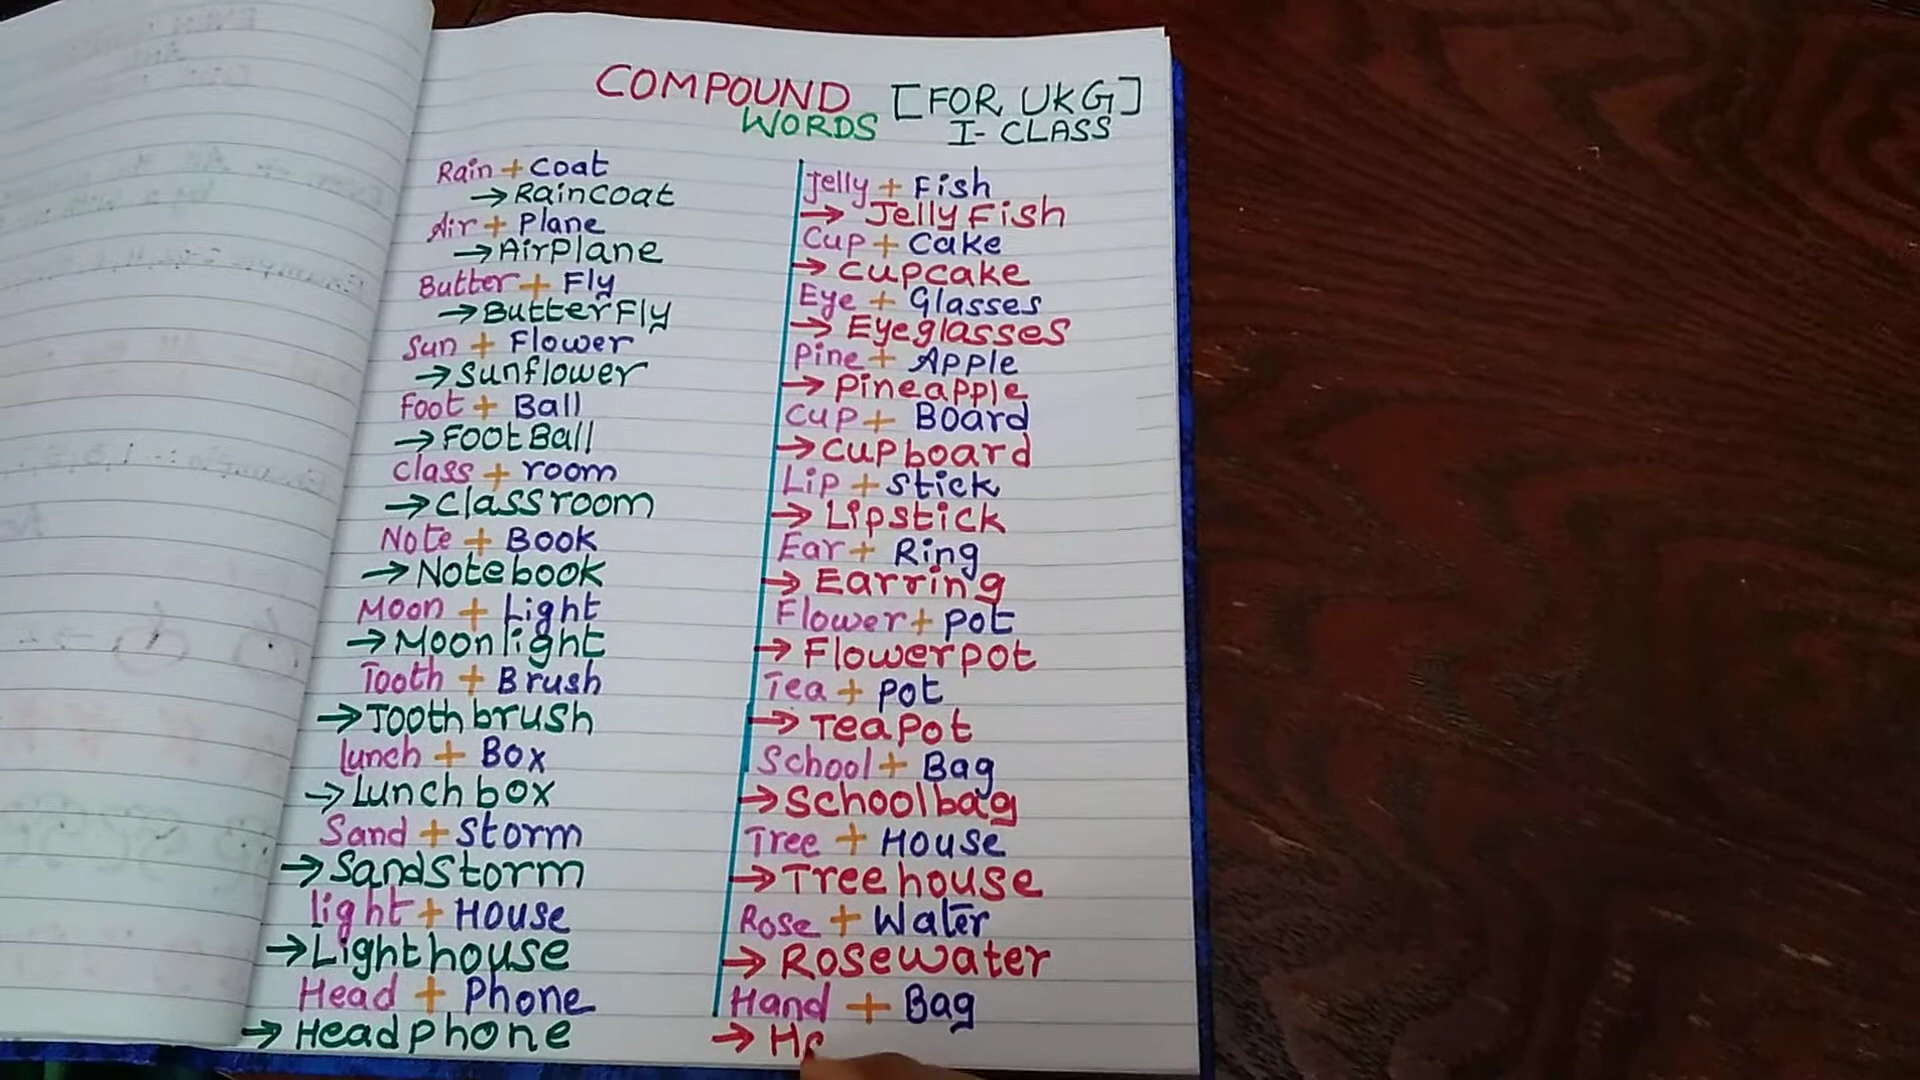 COMPOUND [FOR UKG]
WORDS I- CLASS
Rain + Coat
→ Raincoat
Air + Plane
→ AirPlane
Butter + Fly
→ ButterFly
Sun + Flower
→ Sunflower
Foot + Ball
→ FootBall
Class + room
→ Classroom
Note + Book
→ Notebook
Moon + Light
→ Moonlight
Tooth + Brush
→ Toothbrush
Lunch + Box
→ Lunchbox
Sand + Storm
→ Sandstorm
light + House
→ Lighthouse
Head + Phone
→ Headphone
Jelly + Fish
→ JellyFish
Cup + Cake
→ Cupcake
Eye + Glasses
→ Eyeglasses
Pine + Apple
→ Pineapple
Cup + Board
→ Cupboard
Lip + Stick
→ Lipstick
Ear + Ring
→ Earring
Flower + Pot
→ Flowerpot
Tea + Pot
→ Teapot
School + Bag
→ Schoolbag
Tree + House
→ Treehouse
Rose + Water
→ Rosewater
Hand + Bag
→ Ha